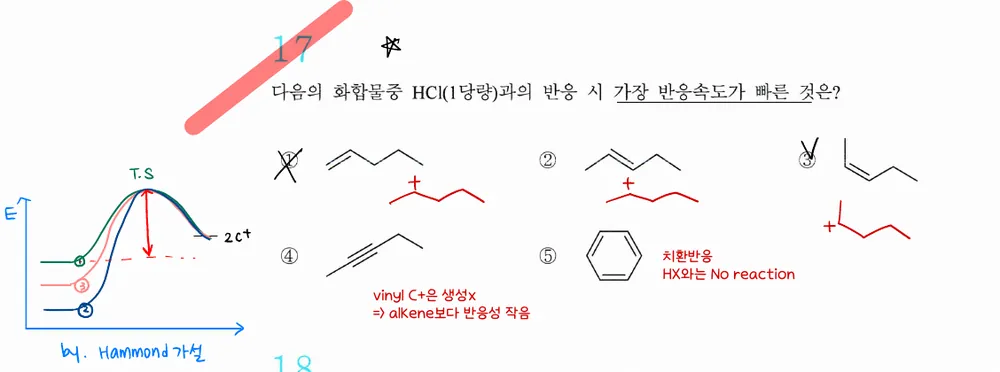 17
다음의 화합물중 HCl(1당량)과의 반응 시 가장 반응속도가 빠른 것은?
①
②
③
+
+
+
T.S
E
2C+
①
③
②
by. Hammond 가설
④
⑤
vinyl C+은 생성x
=> alkene보다 반응성 작음
치환반응
HX와는 No reaction
18